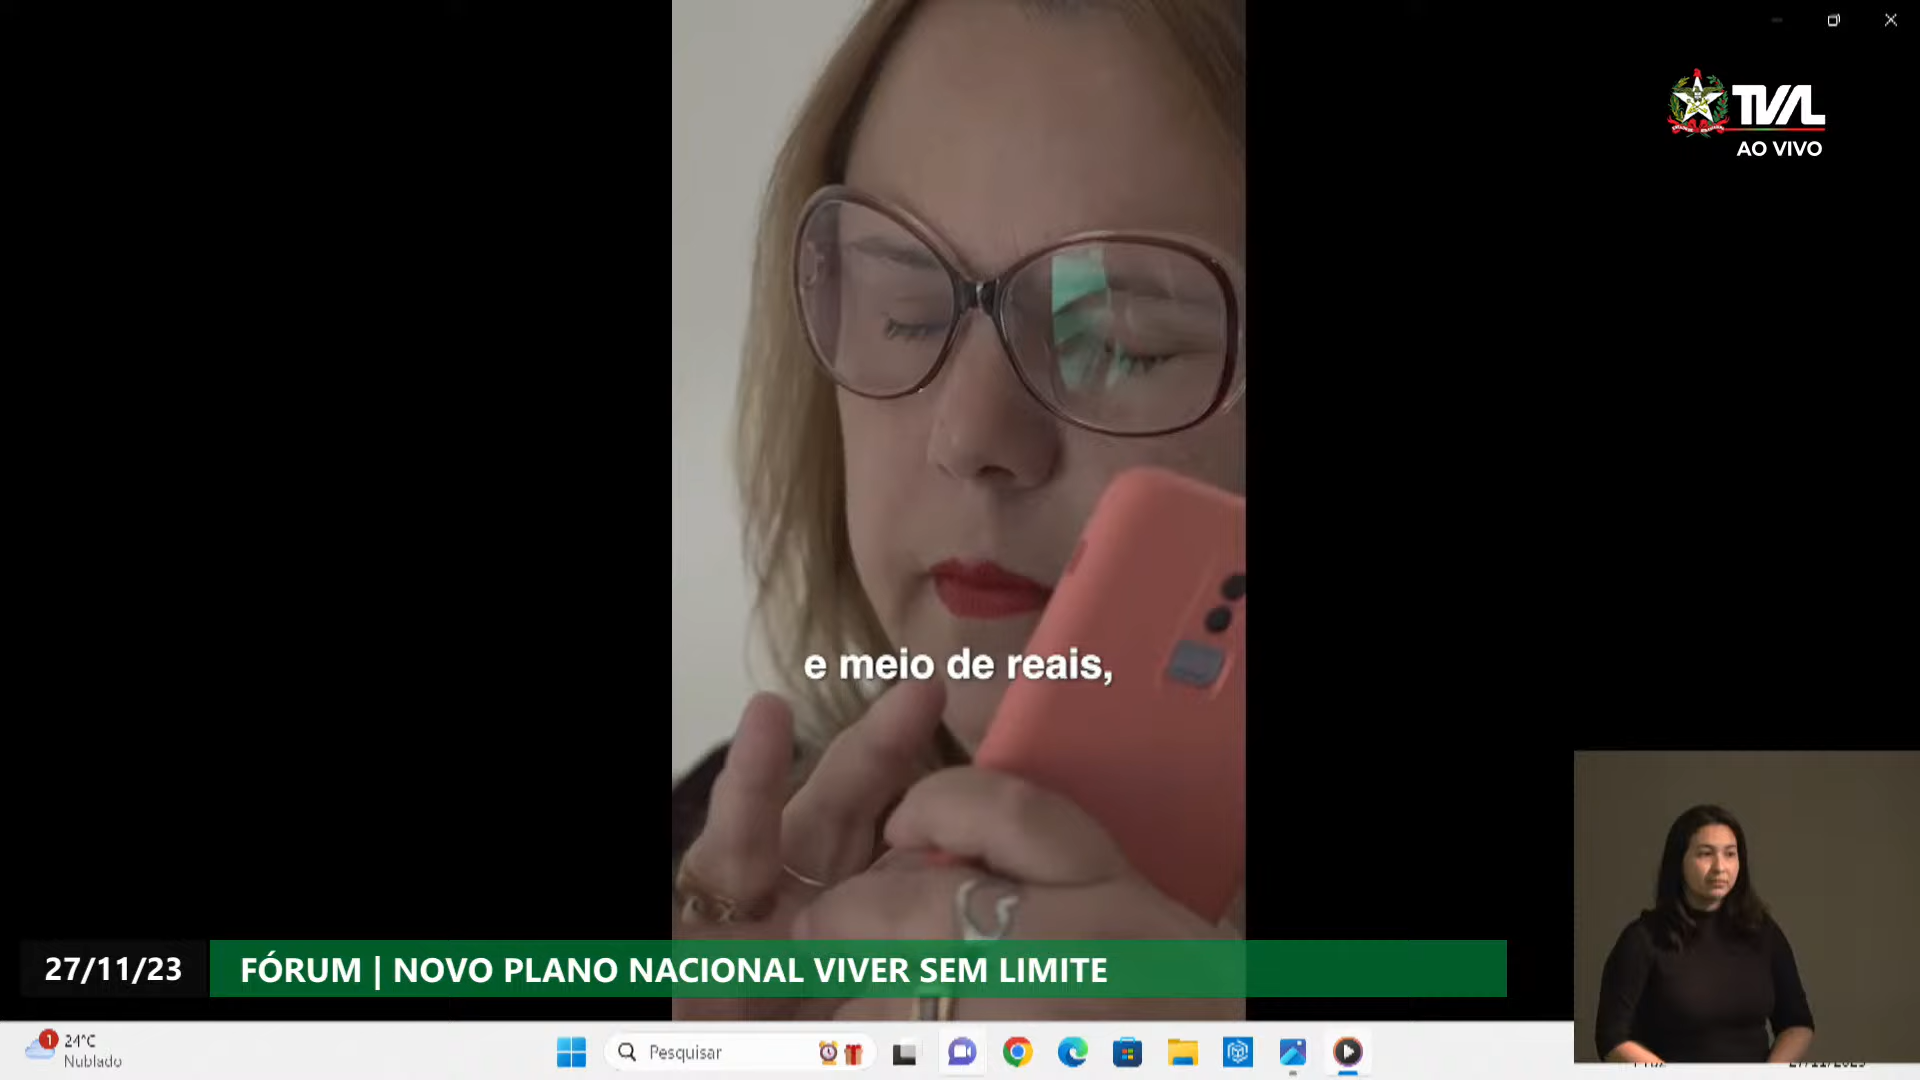 TVAL
AO VIVO
e meio de reais,
27/11/23
FÓRUM | NOVO PLANO NACIONAL VIVER SEM LIMITE
1
24°C
Nublado
Pesquisar